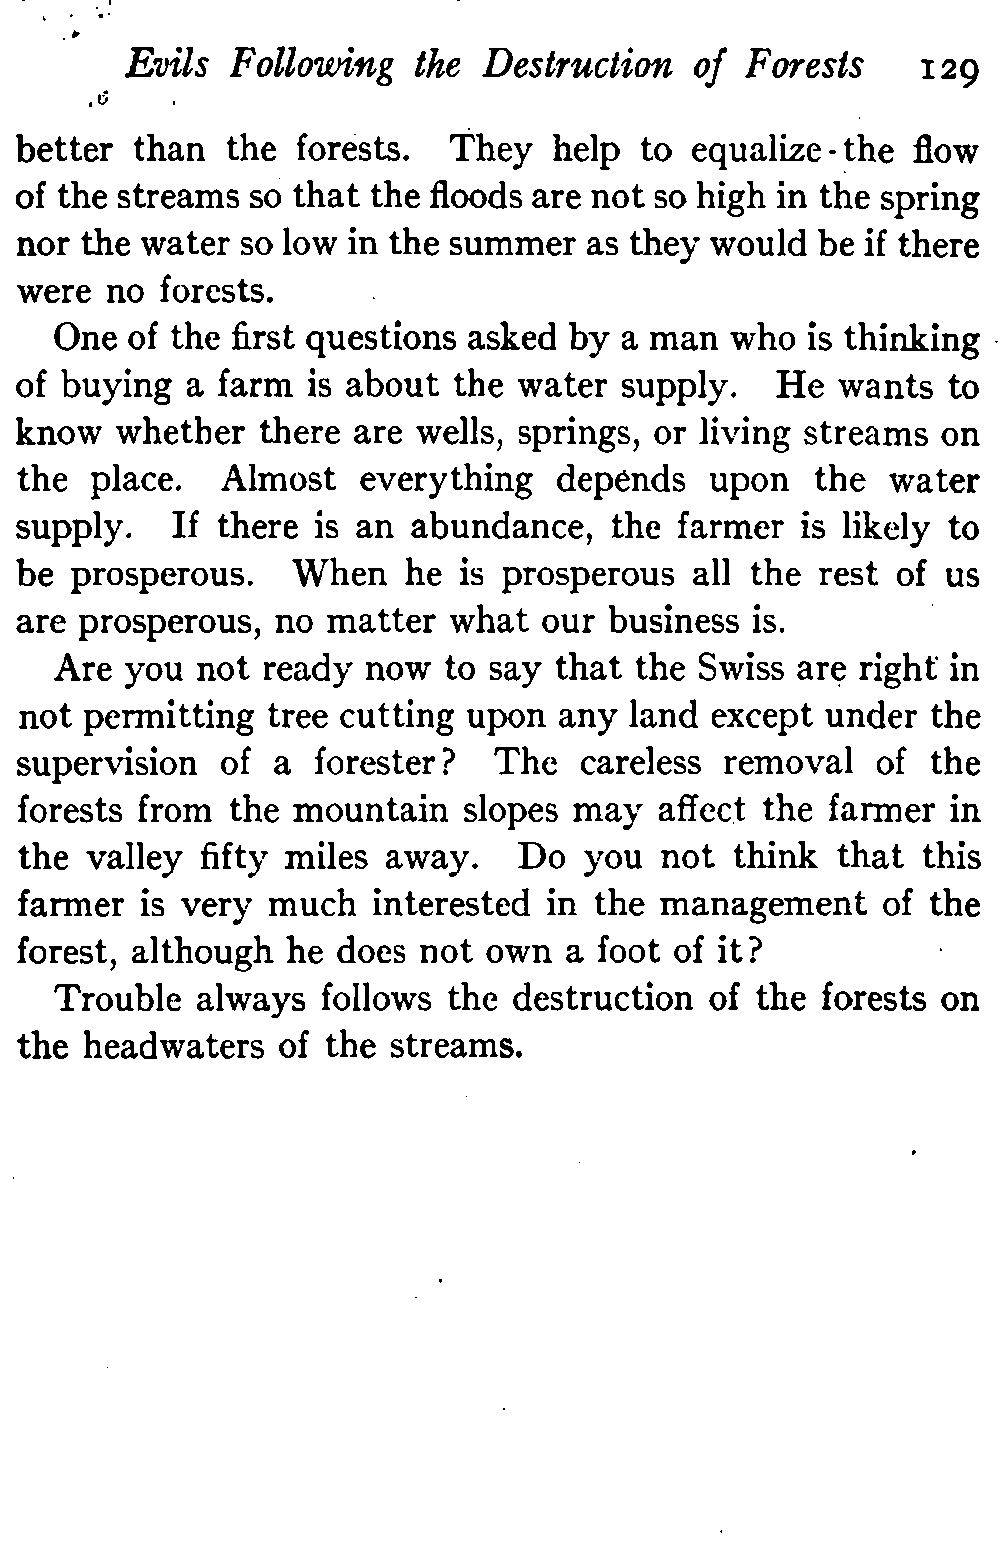 Evils Following the Destruction of Forests 129
better than the forests. They help to equalize the flow
of the streams so that the floods are not so high in the spring
nor the water so low in the summer as they would be if there
were no forests.
One of the first questions asked by a man who is thinking
of buying a farm is about the water supply. He wants to
know whether there are wells, springs, or living streams on
the place. Almost everything depends upon the water
supply. If there is an abundance, the farmer is likely to
be prosperous. When he is prosperous all the rest of us
are prosperous, no matter what our business is.
Are you not ready now to say that the Swiss are right in
not permitting tree cutting upon any land except under the
supervision of a forester? The careless removal of the
forests from the mountain slopes may affect the farmer in
the valley fifty miles away. Do you not think that this
farmer is very much interested in the management of the
forest, although he does not own a foot of it?
Trouble always follows the destruction of the forests on
the headwaters of the streams.